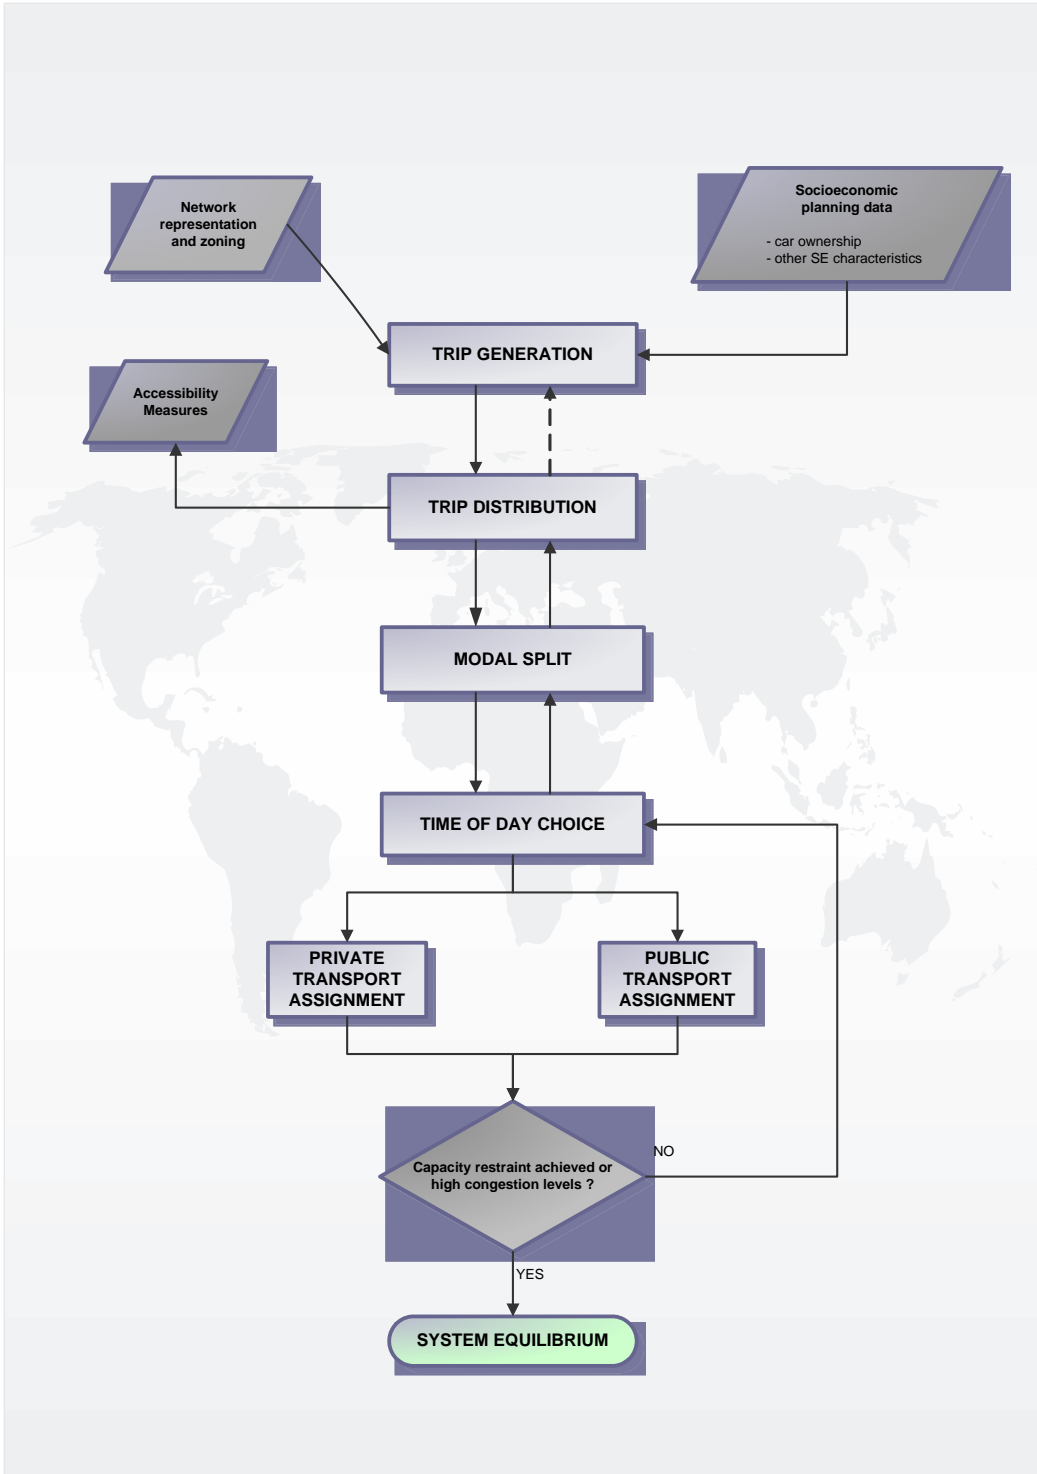 Network
representation
and zoning
Socioeconomic
planning data
- car ownership
- other SE characteristics
TRIP GENERATION
Accessibility
Measures
TRIP DISTRIBUTION
MODAL SPLIT
TIME OF DAY CHOICE
PRIVATE
TRANSPORT
ASSIGNMENT
PUBLIC
TRANSPORT
ASSIGNMENT
Capacity restraint achieved or
high congestion levels ?
NO
YES
SYSTEM EQUILIBRIUM